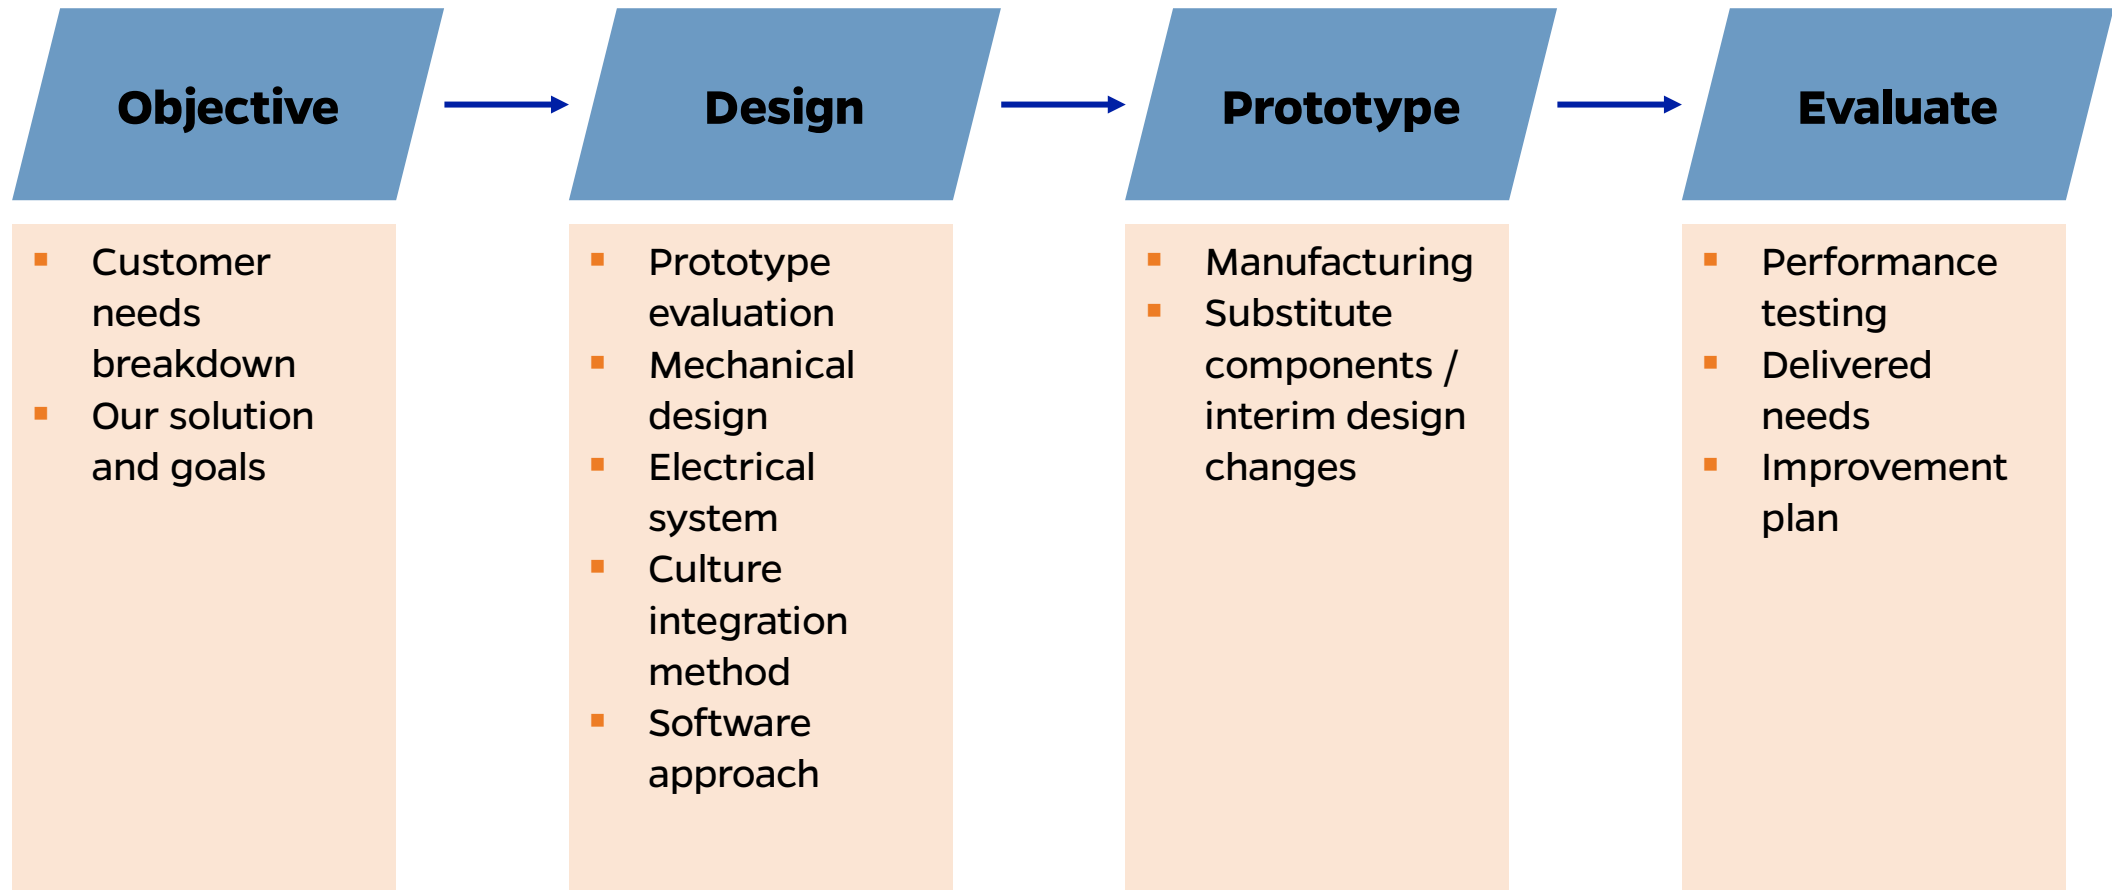 Objective
Design
Prototype
Evaluate
Customer
needs
breakdown
Our solution
and goals
Prototype
evaluation
Mechanical
design
Electrical
system
Culture
integration
method
Software
approach
Manufacturing
Substitute
components /
interim design
changes
Performance
testing
Delivered
needs
Improvement
plan